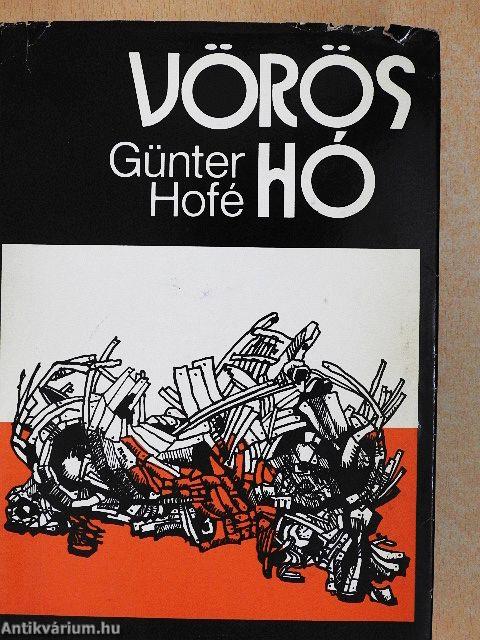 VÖRÖS
Günter HÓ
Hofé
Antikvárium.hu